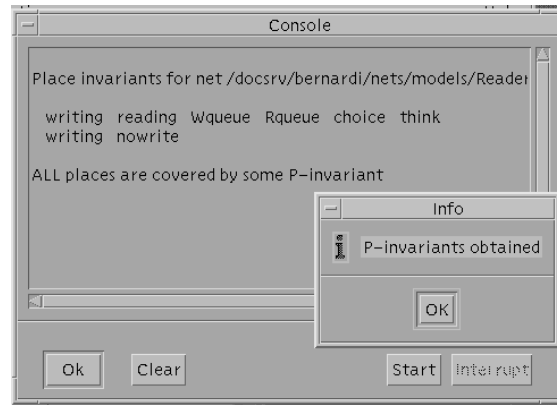 Console
Place invariants for net /docsrv/bernardi/nets/models/Reader
writing reading Wqueue Rqueue choice think
writing nowrite
ALL places are covered by some P-invariant
Info
i P-invariants obtained
OK
Ok Clear Start Interrupt